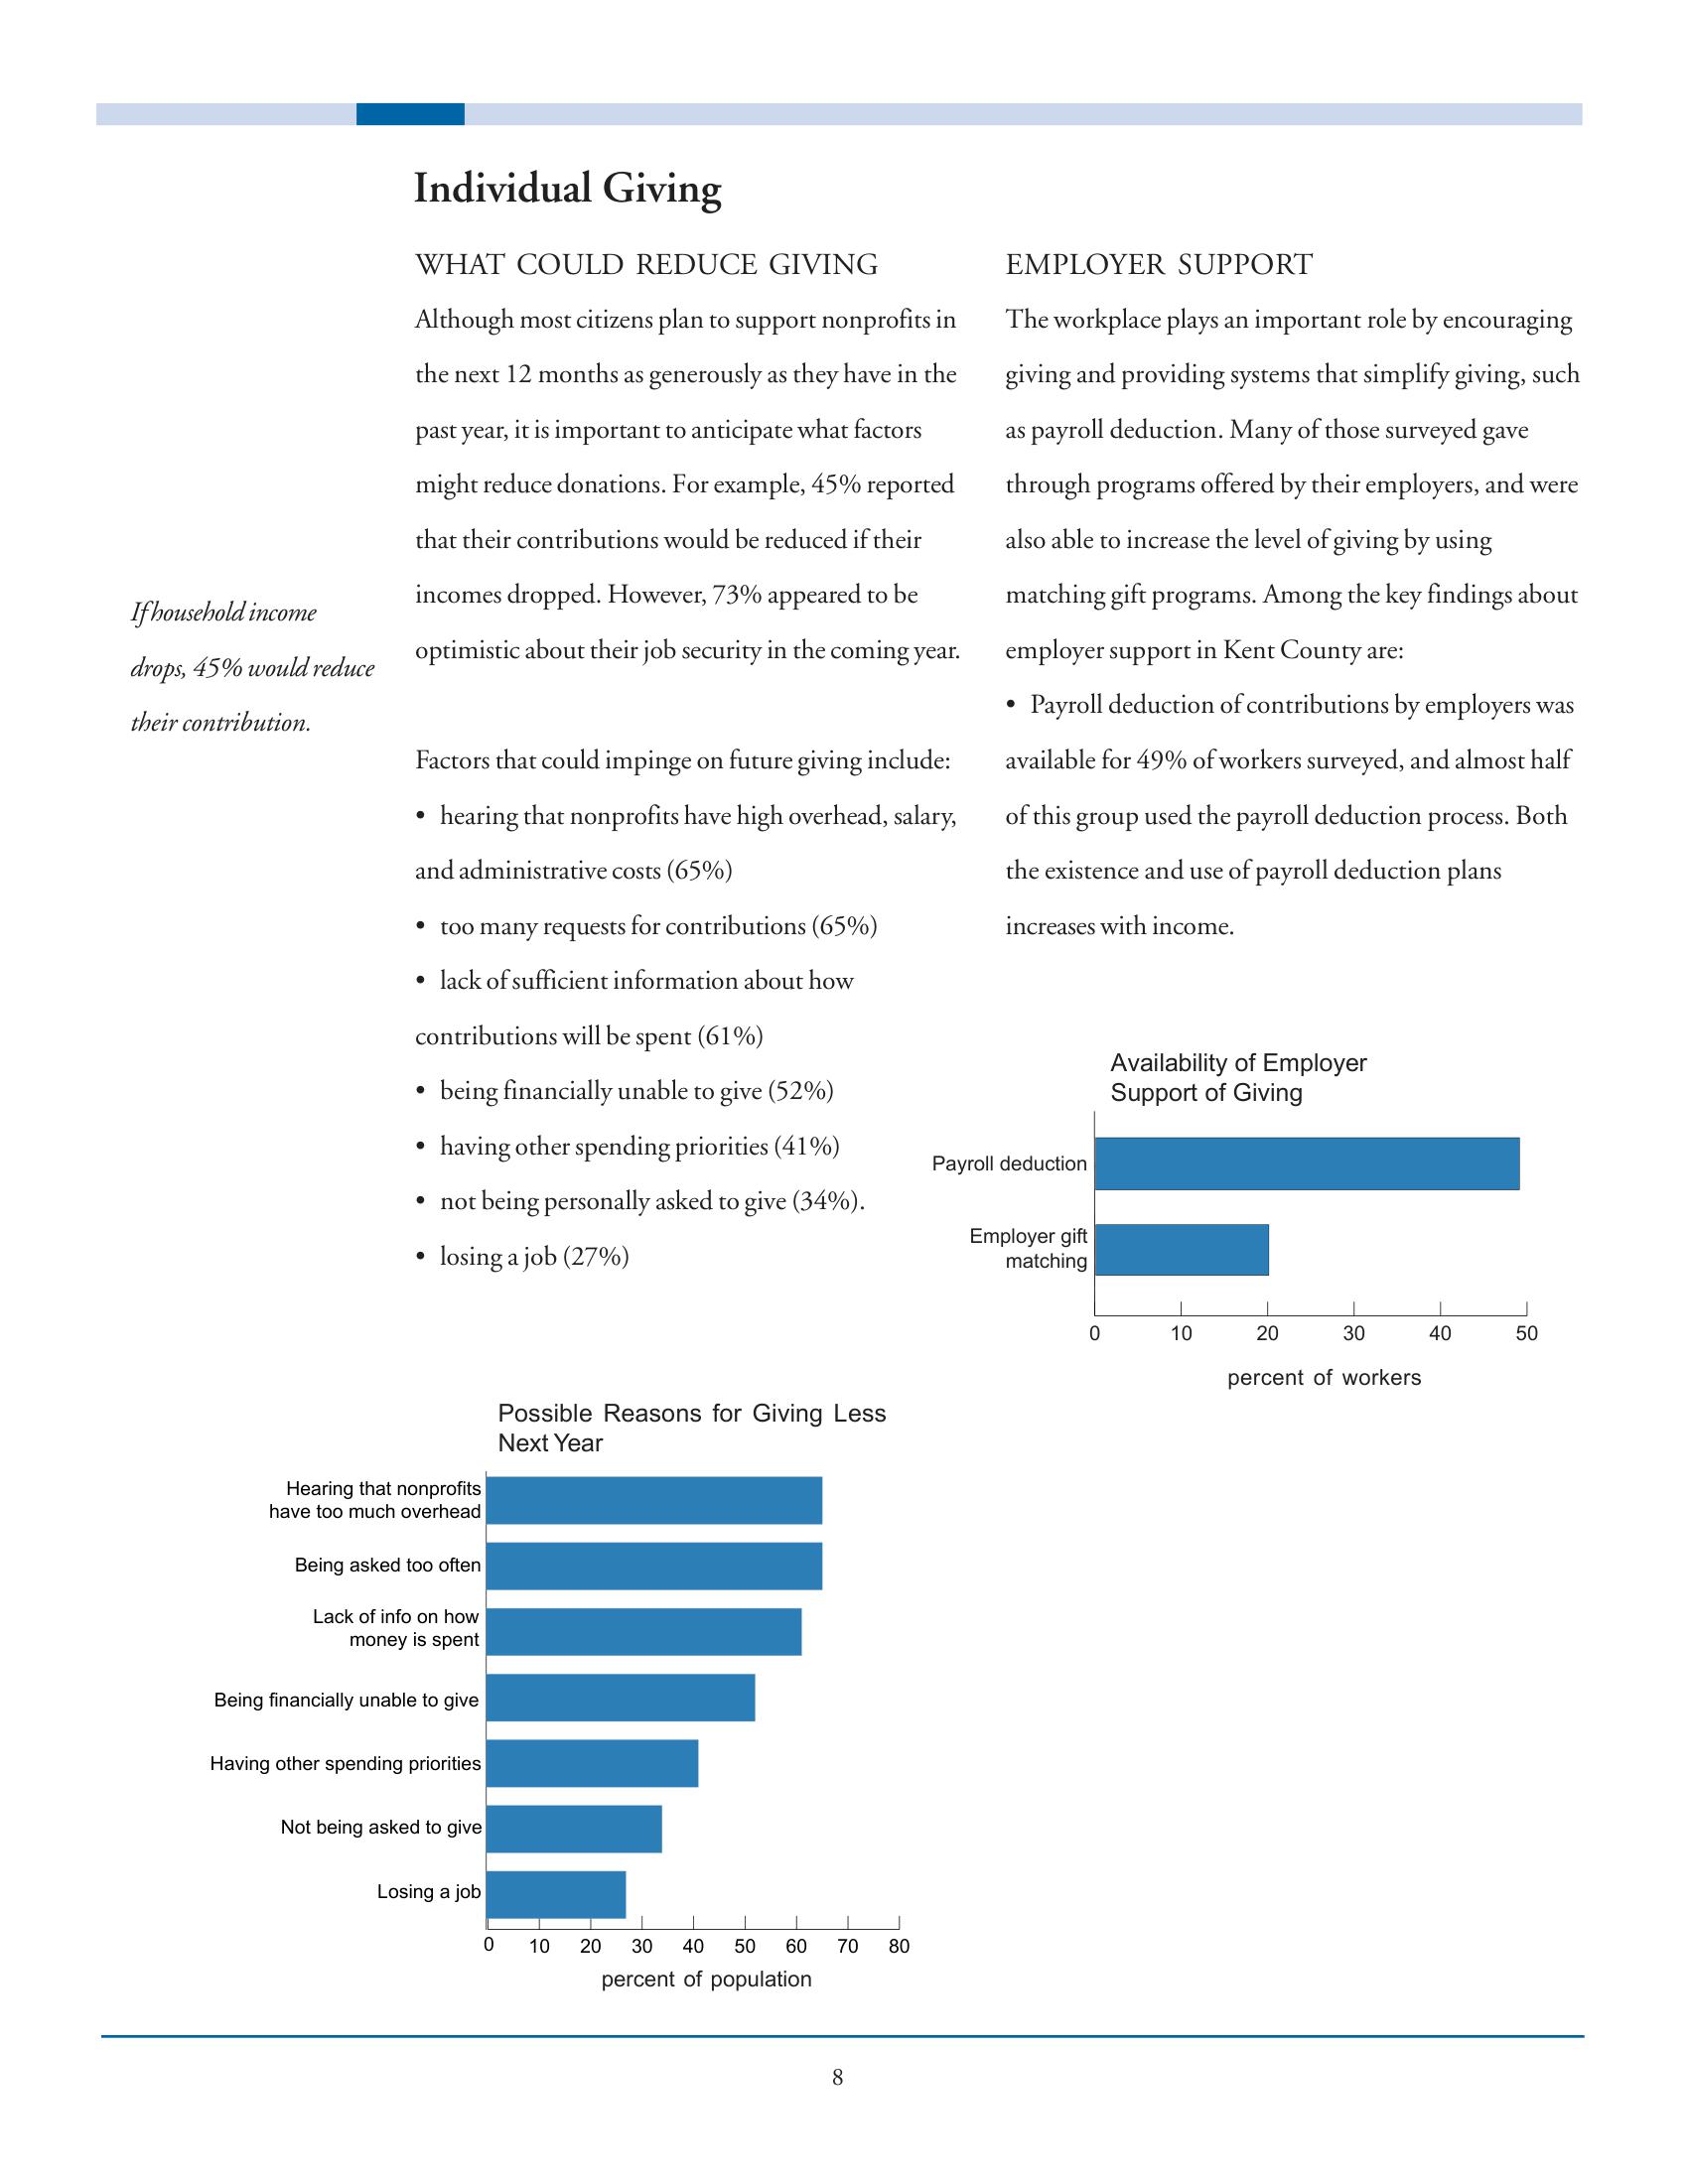 Individual Giving
WHAT COULD REDUCE GIVING
Although most citizens plan to support nonprofits in
the next 12 months as generously as they have in the
past year, it is important to anticipate what factors
might reduce donations. For example, 45% reported
that their contributions would be reduced if their
incomes dropped. However, 73% appeared to be
optimistic about their job security in the coming year.
If household income
drops, 45% would reduce
their contribution.
Factors that could impinge on future giving include:
• hearing that nonprofits have high overhead, salary,
and administrative costs (65%)
• too many requests for contributions (65%)
• lack of sufficient information about how
contributions will be spent (61%)
• being financially unable to give (52%)
• having other spending priorities (41%)
• not being personally asked to give (34%).
• losing a job (27%)
EMPLOYER SUPPORT
The workplace plays an important role by encouraging
giving and providing systems that simplify giving, such
as payroll deduction. Many of those surveyed gave
through programs offered by their employers, and were
also able to increase the level of giving by using
matching gift programs. Among the key findings about
employer support in Kent County are:
• Payroll deduction of contributions by employers was
available for 49% of workers surveyed, and almost half
of this group used the payroll deduction process. Both
the existence and use of payroll deduction plans
increases with income.
Availability of Employer
Support of Giving
Payroll deduction
Employer gift
matching
0 10 20 30 40 50
percent of workers
Possible Reasons for Giving Less
Next Year
Hearing that nonprofits
have too much overhead
Being asked too often
Lack of info on how
money is spent
Being financially unable to give
Having other spending priorities
Not being asked to give
Losing a job
0 10 20 30 40 50 60 70 80
percent of population
8